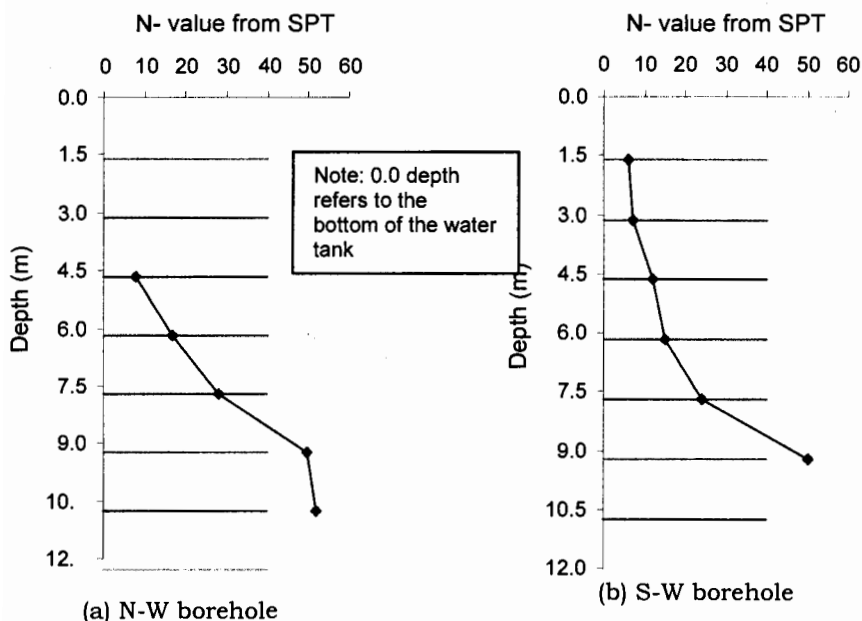 N- value from SPT
0 10 20 30 40 50 60
0.0
1.5
3.0
4.5
6.0
7.5
9.0
10.
12.
Depth (m)
(a) N-W borehole
Note: 0.0 depth
refers to the
bottom of the water
tank
N- value from SPT
0 10 20 30 40 50 60
0.0
1.5
3.0
4.5
6.0
7.5
9.0
10.5
12.0
Depth (m)
(b) S-W borehole